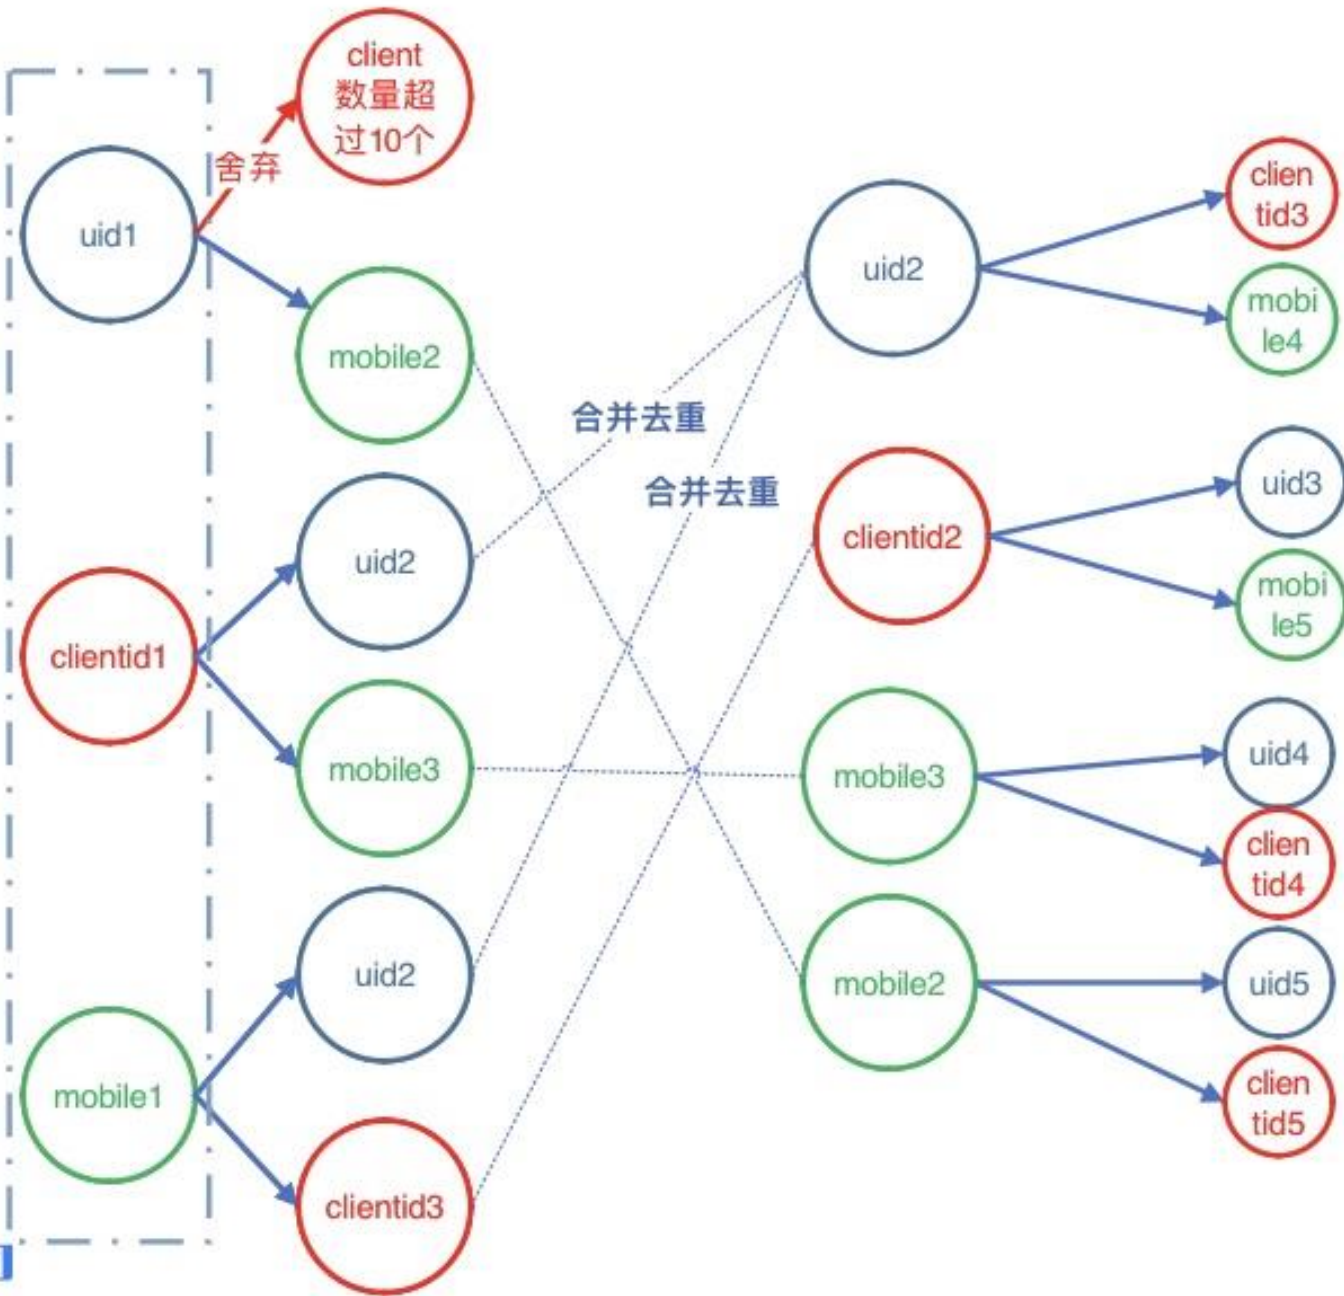 client
数量超
过10个
舍弃
uid1
mobile2
uid2
clientid1
mobile3
uid2
mobile1
clientid3
合并去重
合并去重
uid2
clien
tid3
mobi
le4
clientid2
uid3
mobi
le5
mobile3
uid4
clien
tid4
mobile2
uid5
clien
tid5